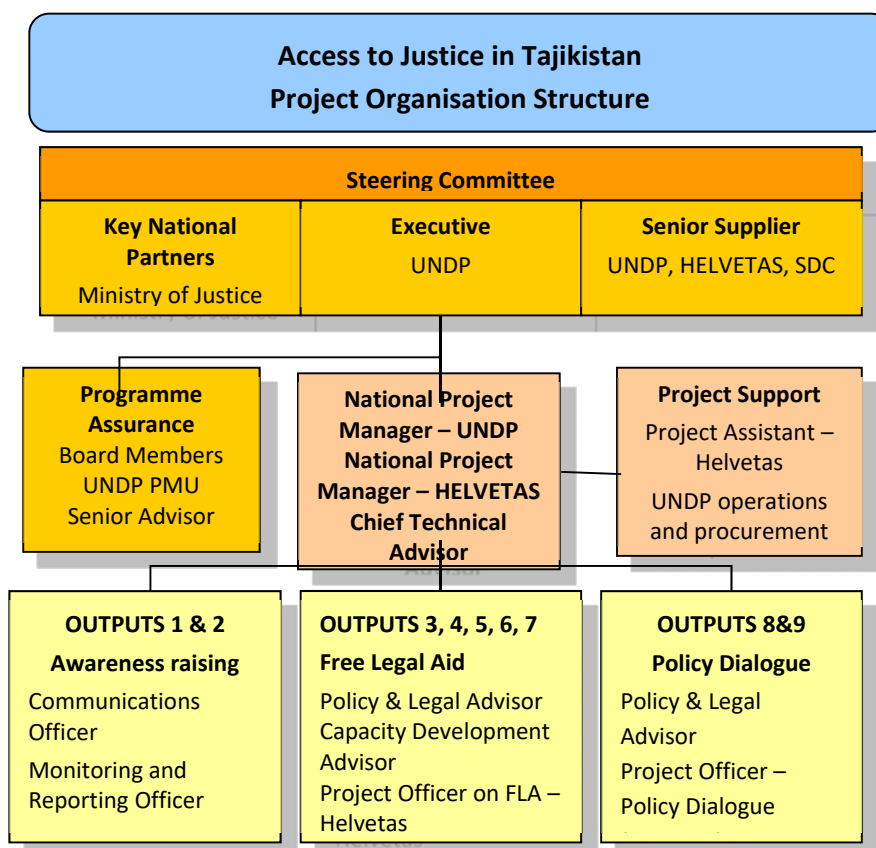 Access to Justice in Tajikistan
Project Organisation Structure
Steering Committee
Key National
Partners
Ministry of Justice
Executive
UNDP
Senior Supplier
UNDP, HELVETAS, SDC
Programme
Assurance
Board Members
UNDP PMU
Senior Advisor
National Project
Manager – UNDP
National Project
Manager – HELVETAS
Chief Technical
Advisor
Project Support
Project Assistant –
Helvetas
UNDP operations
and procurement
OUTPUTS 1 & 2
Awareness raising
Communications
Officer
Monitoring and
Reporting Officer
OUTPUTS 3, 4, 5, 6, 7
Free Legal Aid
Policy & Legal Advisor
Capacity Development
Advisor
Project Officer on FLA –
Helvetas
OUTPUTS 8&9
Policy Dialogue
Policy & Legal
Advisor
Project Officer –
Policy Dialogue